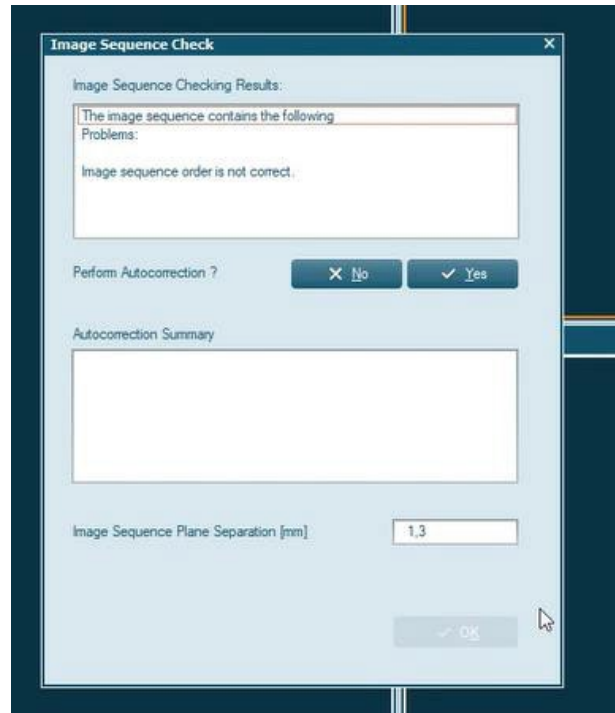 Image Sequence Check
Image Sequence Checking Results:
The image sequence contains the following
Problems:
Image sequence order is not correct.
Perform Autocorrection ?
No
Yes
Autocorrection Summary
Image Sequence Plane Separation [mm]
1,3
OK